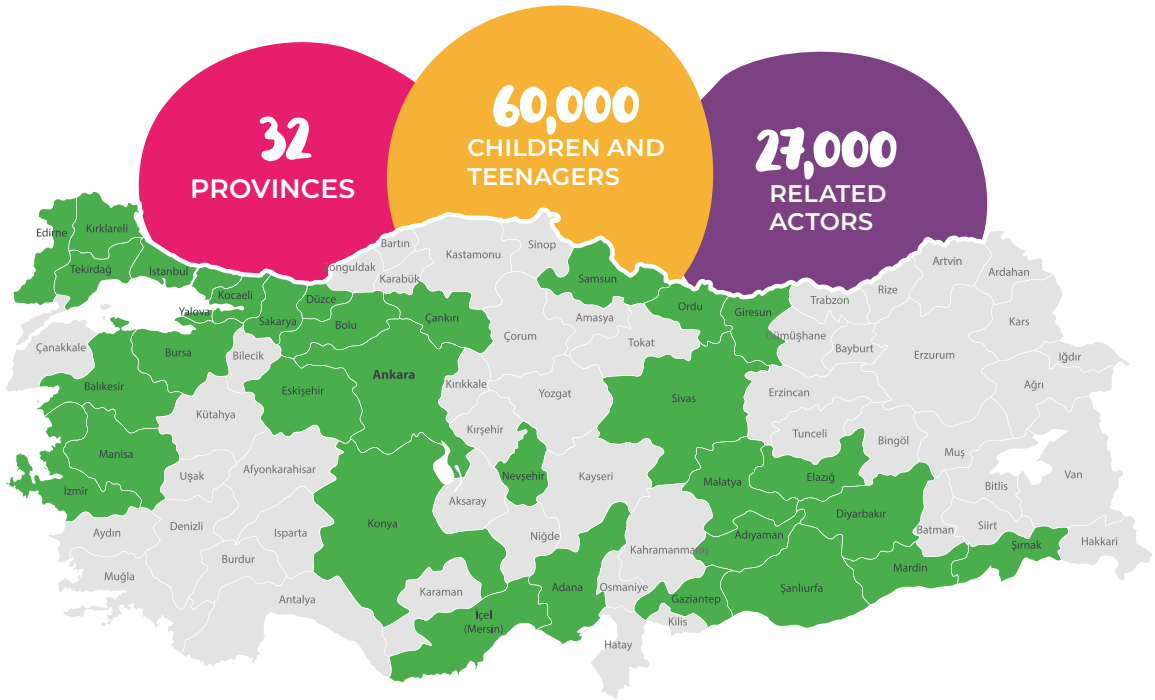 32
PROVINCES
60,000
CHILDREN AND
TEENAGERS
27,000
RELATED
ACTORS
Edirne
Kırklareli
Tekirdağ
İstanbul
Kocaeli
Yalova
Sakarya
Düzce
Bolu
onguldak
Bartın
Karabük
Kastamonu
Sinop
Çankırı
Samsun
Amasya
Çorum
Tokat
Ordu
Giresun
Gümüşhane
Trabzon
Rize
Artvin
Ardahan
Kars
Iğdır
Bayburt
Erzurum
Ağrı
Çanakkale
Bursa
Bilecik
Balıkesir
Eskişehir
Ankara
Kırıkkale
Yozgat
Sivas
Erzincan
Tunceli
Bingöl
Muş
Kütahya
Kırşehir
Manisa
Uşak
Afyonkarahisar
Nevşehir
Kayseri
Malatya
Elazığ
Bitlis
Van
İzmir
Aksaray
Konya
Diyarbakır
Batman
Siirt
Hakkari
Şırnak
Aydın
Denizli
Isparta
Niğde
Kahramanmaraş
Adıyaman
Mardin
Muğla
Burdur
Antalya
Karaman
İçel
(Mersin)
Adana
Osmaniye
Gaziantep
Şanlıurfa
Kilis
Hatay